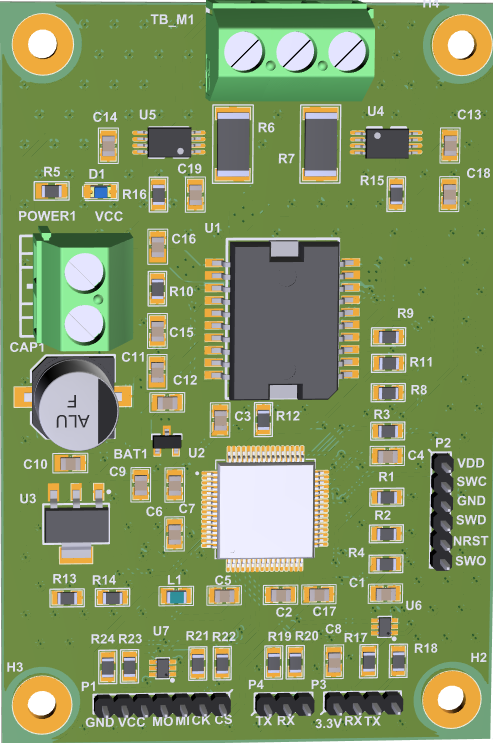 TB_M1
H4
C14
U5
R6
R7
U4
C13
R5
D1
R16
C19
R15
C18
POWER1
VCC
U1
C16
R10
C15
R9
CAP1
C11
R11
ALU
F
C12
R8
C3
R12
R3
BAT1
U2
C4
P2
C10
C9
VDD
U3
R1
SWC
C6
C7
GND
R2
SWD
NRST
R4
SWO
R13
R14
L1
C5
C1
C2
C17
U6
R24
R23
U7
R21
R22
R19
R20
C8
R17
R18
H3
H2
P1
P4
P3
GND VCC MO MI CK CS
TX RX
3.3V RX TX